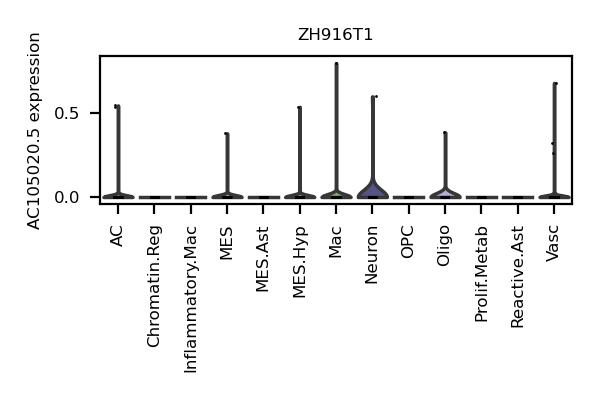 ZH916T1
AC105020.5 expression
0.5
0.0
AC
Chromatin.Reg
Inflammatory.Mac
MES
MES.Ast
MES.Hyp
Mac
Neuron
OPC
Oligo
Prolif.Metab
Reactive.Ast
Vasc